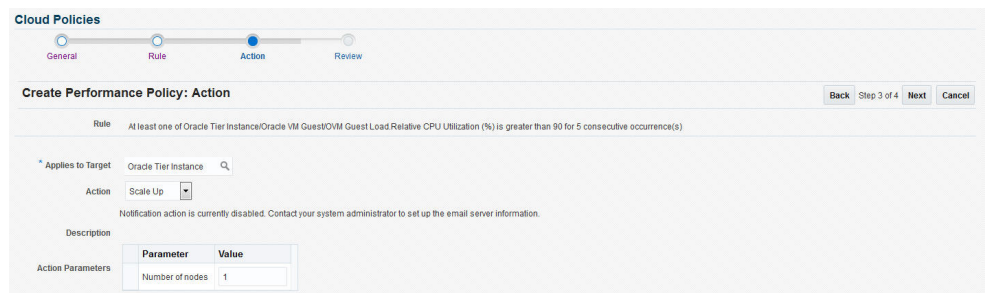 Cloud Policies
General Rule Action Review
Create Performance Policy: Action Back Step 3 of 4 Next Cancel
Rule At least one of Oracle Tier Instance/Oracle VM Guest/OVM Guest Load.Relative CPU Utilization (%) is greater than 90 for 5 consecutive occurrence(s)
* Applies to Target Oracle Tier Instance
Action Scale Up
Notification action is currently disabled. Contact your system administrator to set up the email server information.
Description
Parameter Value
Action Parameters
Number of nodes 1